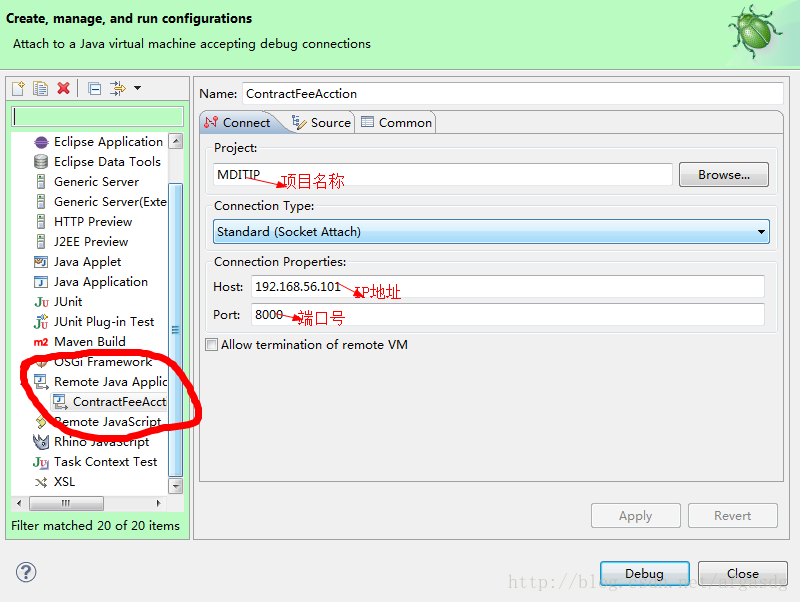 Create, manage, and run configurations
Attach to a Java virtual machine accepting debug connections
Eclipse Application
Eclipse Data Tools
Generic Server
Generic Server(Exte
HTTP Preview
J2EE Preview
Java Applet
Java Application
JUnit
JUnit Plug-in Test
Maven Build
OSGi Framework
Remote Java Applic
ContractFeeAcct
Remote JavaScript
Rhino JavaScript
Task Context Test
XSL
Filter matched 20 of 20 items
Name: ContractFeeAcction
Connect Source Common
Project:
MDITIP 项目名称 Browse...
Connection Type:
Standard (Socket Attach)
Connection Properties:
Host: 192.168.56.101 IP地址
Port: 8000 端口号
Allow termination of remote VM
Apply Revert
Debug Close